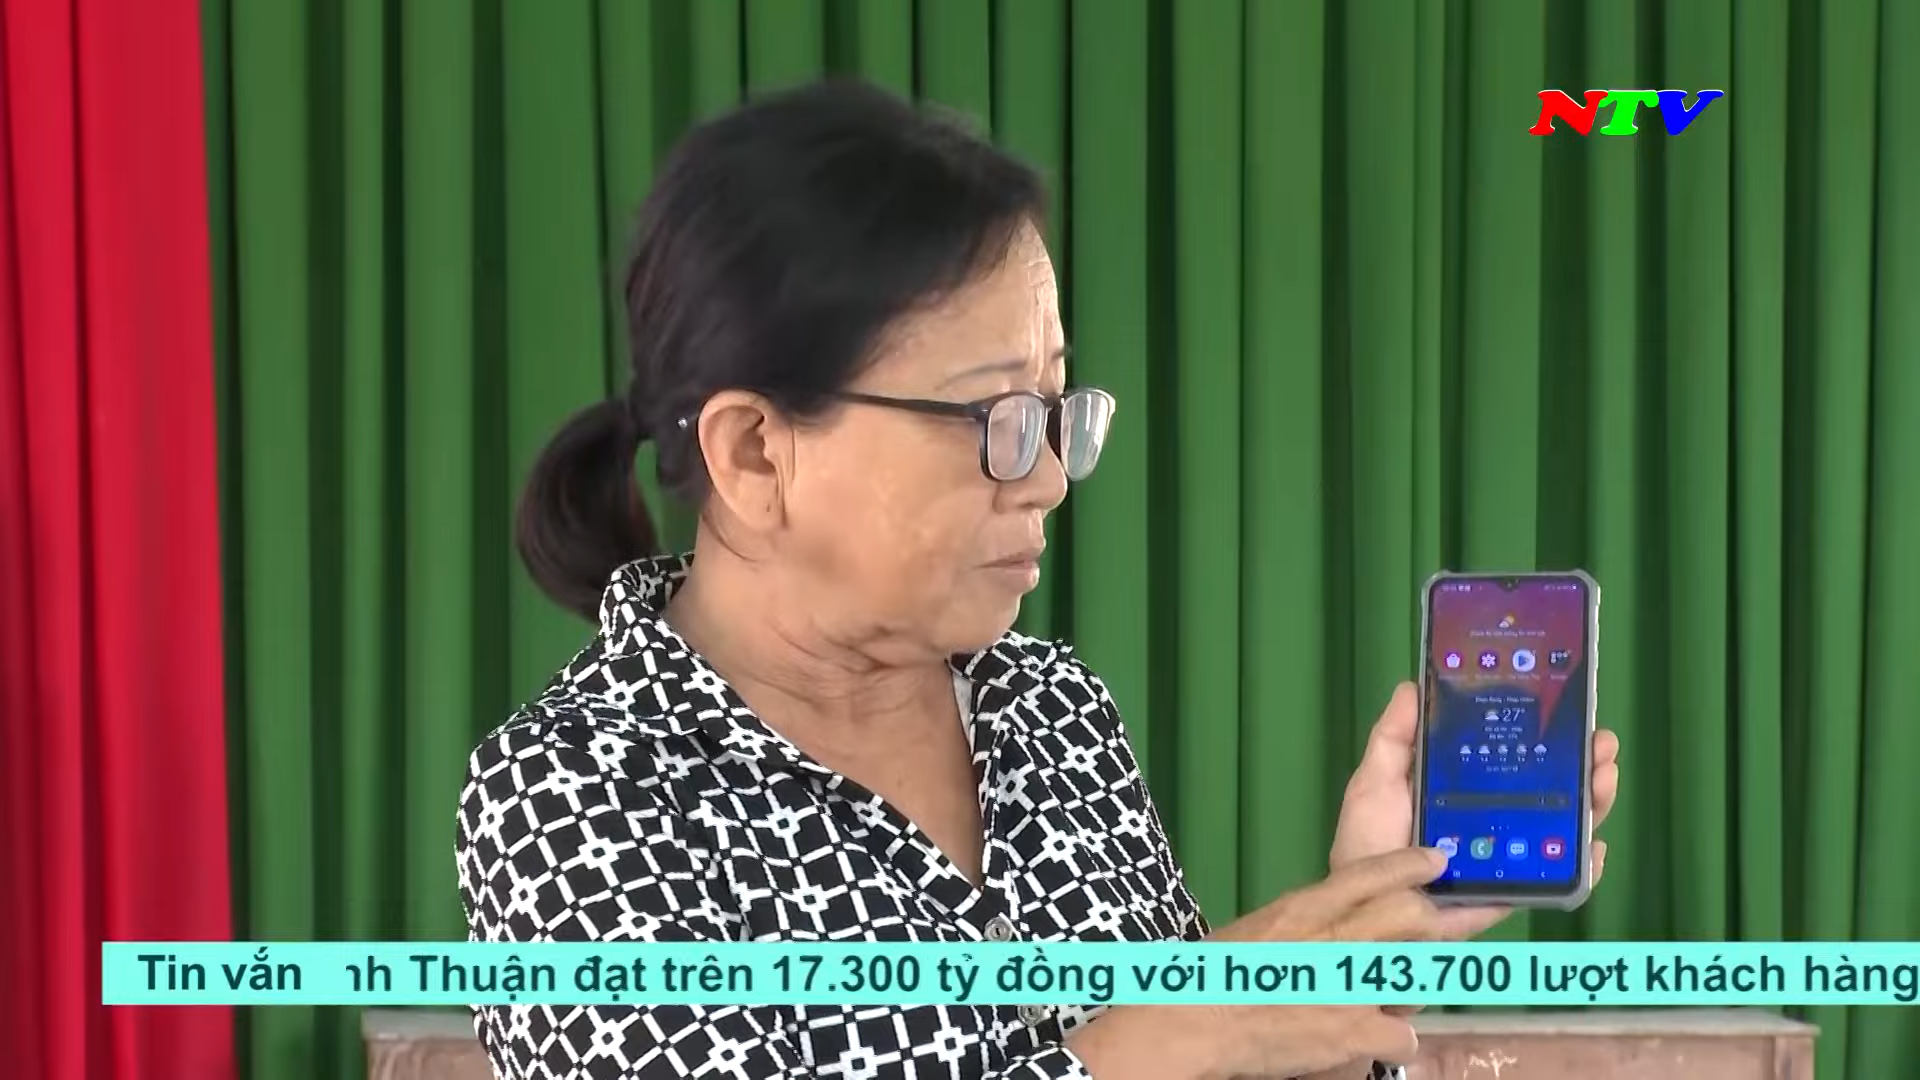 NTV
27°
Tin vắn nh Thuận đạt trên 17.300 tỷ đồng với hơn 143.700 lượt khách hàng